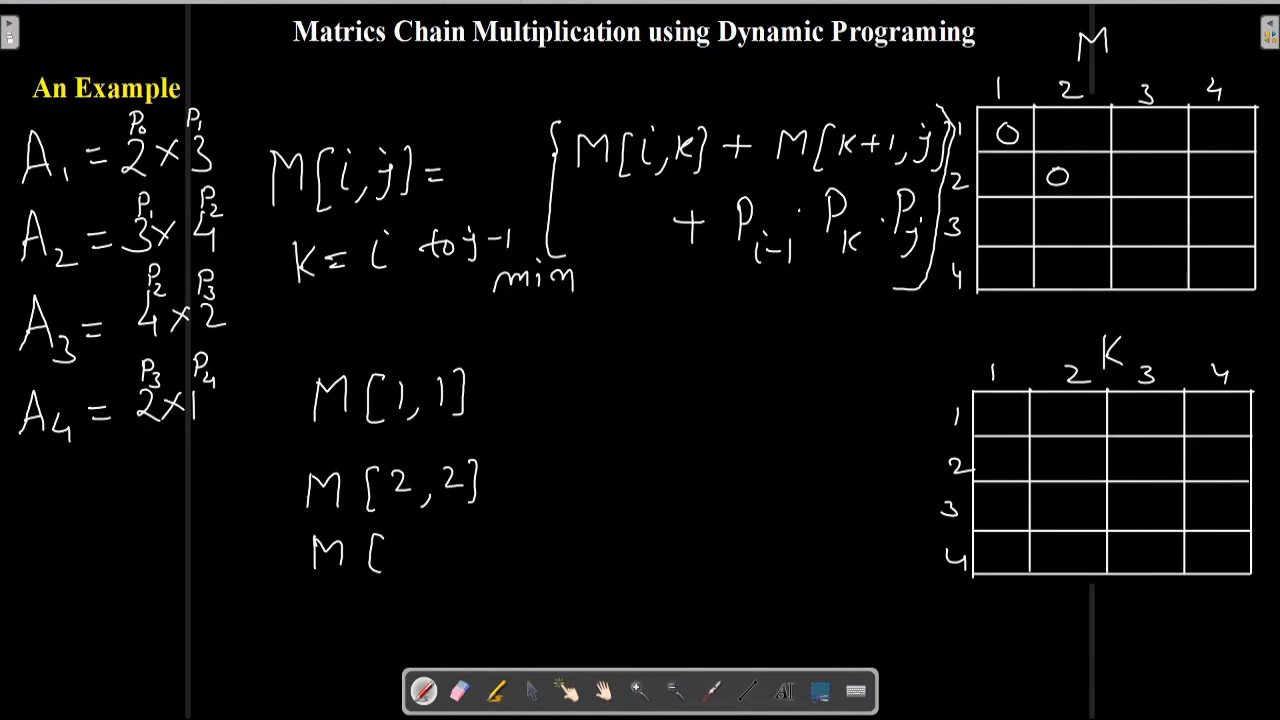 Matrics Chain Multiplication using Dynamic Programing
An Example
P0 P1
A1 = 2 × 3
P1 P2
A2 = 3 × 4
P2 P3
A3 = 4 × 2
P3 P4
A4 = 2 × 1
M[i, j] = { M[i, k] + M[k+1, j]
+ Pi-1 . Pk . Pj }
k = i to j-1
min
M[1, 1]
M[2, 2]
M[
M
1 2 3 4
1 0
2 0
3
4
K
1 2 3 4
1
2
3
4
AI